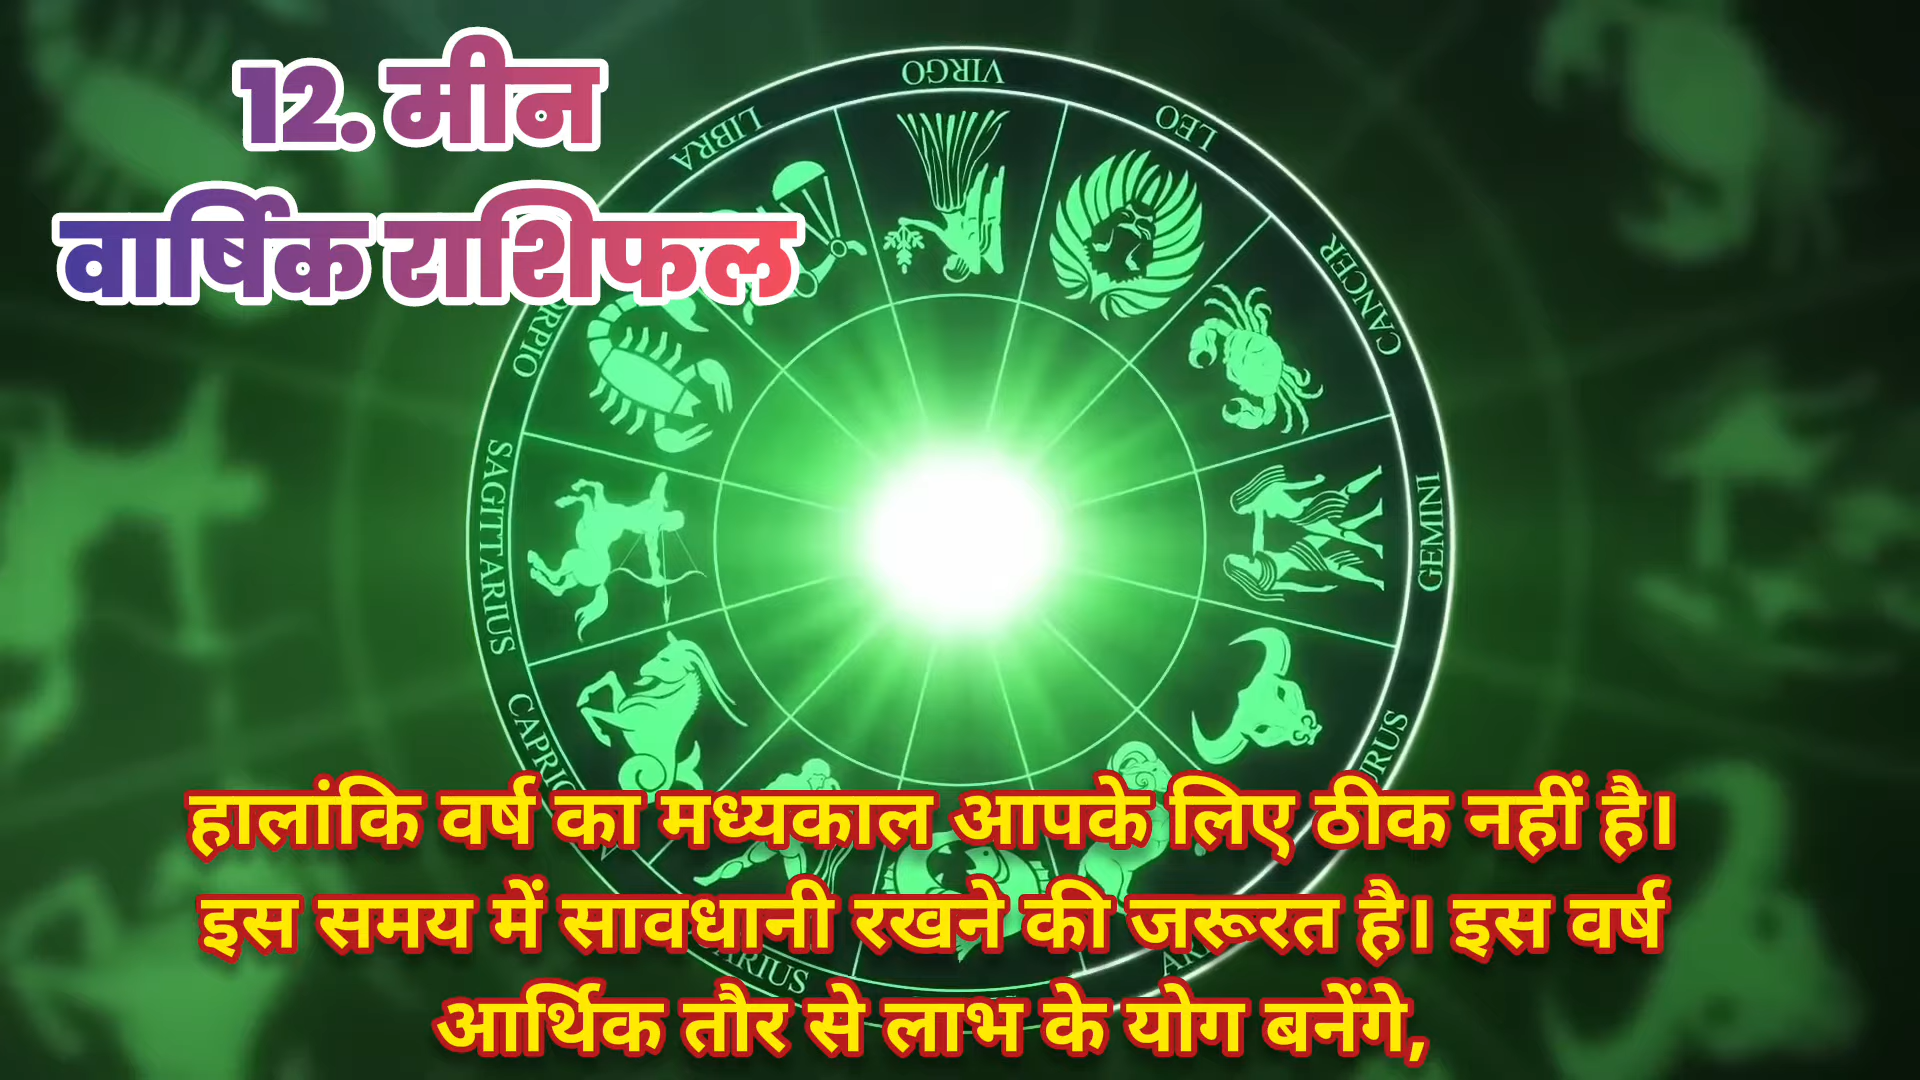 12. मीन
वार्षिक राशिफल
VIRGO
LEO
LIBRA
CANCER
GEMINI
SAGITTARIUS
हालांकि वर्ष का मध्यकाल आपके लिए ठीक नहीं है।
इस समय में सावधानी रखने की जरूरत है। इस वर्ष
आर्थिक तौर से लाभ के योग बनेंगे,